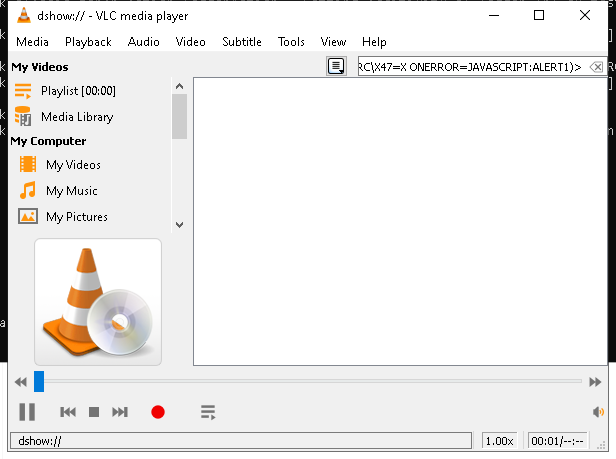 dshow:// - VLC media player
Media Playback Audio Video Subtitle Tools View Help
My Videos
RC\X47=X ONERROR=JAVASCRIPT:ALERT1)>
Playlist [00:00]
Media Library
My Computer
My Videos
My Music
My Pictures
dshow://
1.00x
00:01/--:--